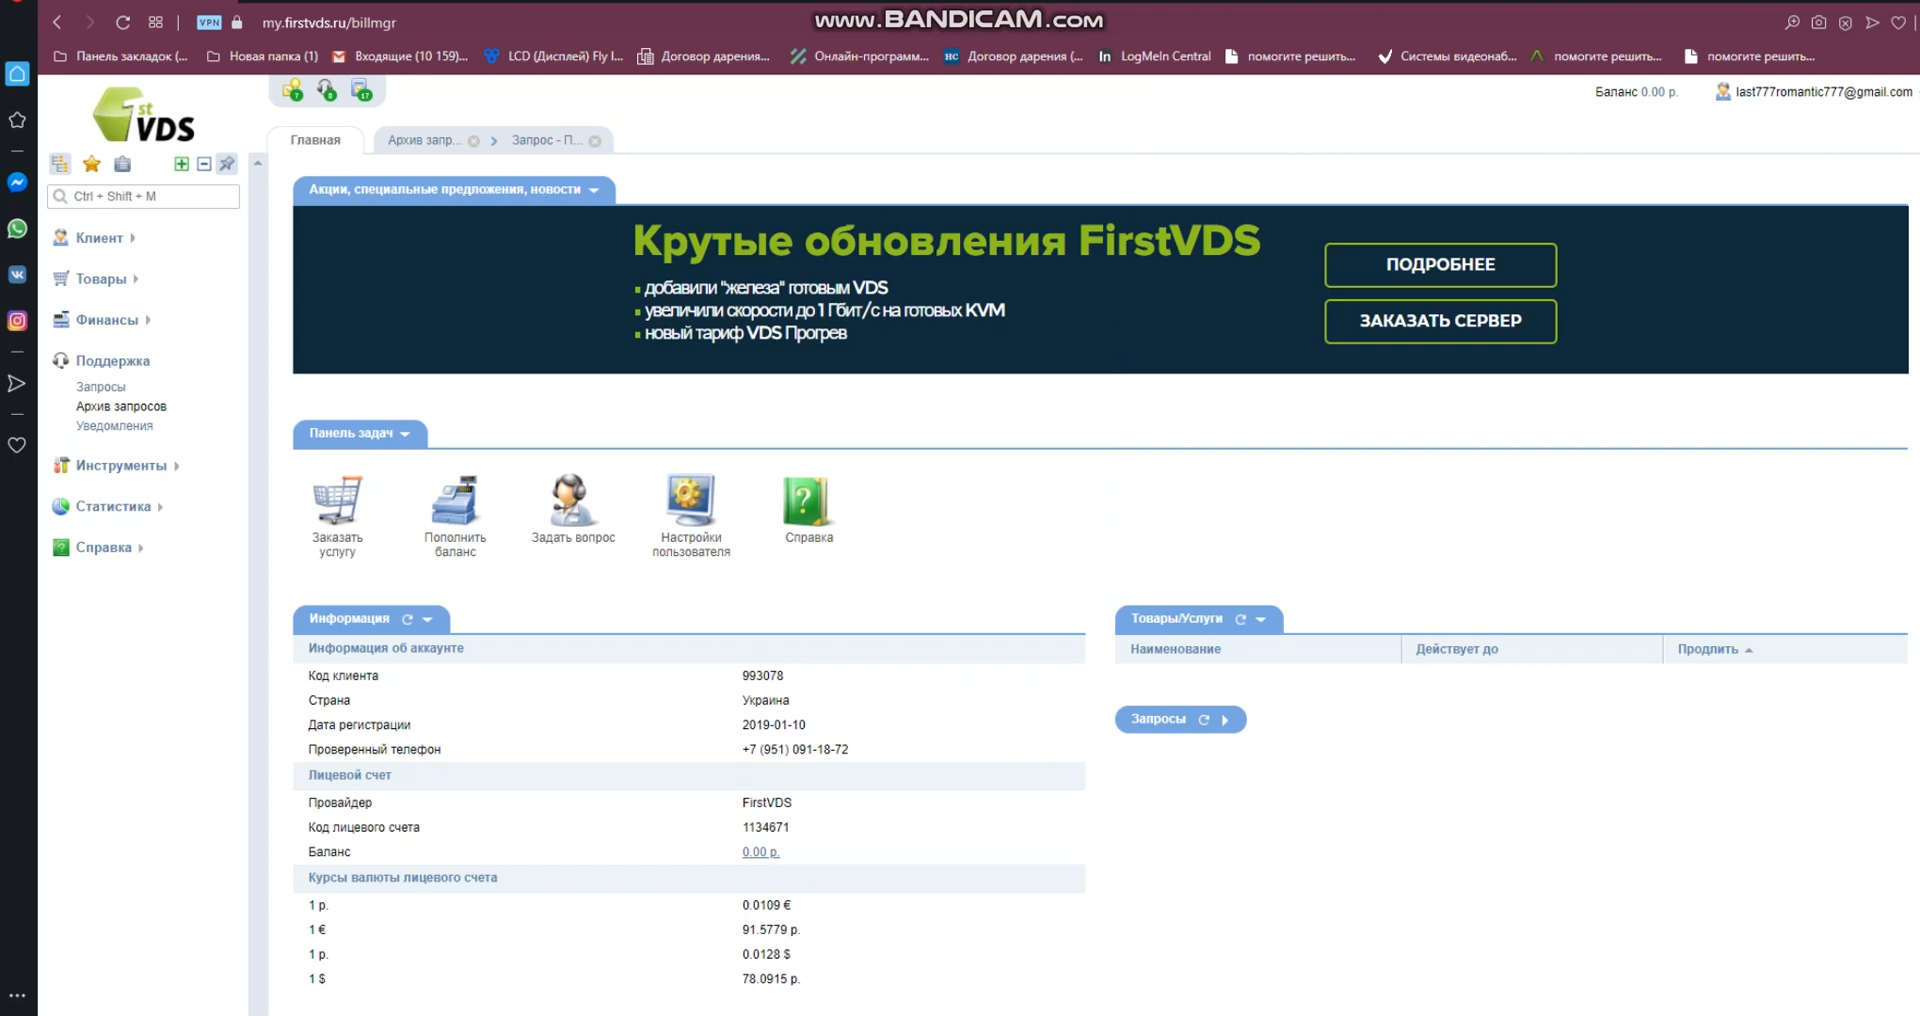 VPN my.firstvds.ru/billmgr
www.BANDICAM.com
Панель закладок (... Новая папка (1) Входящие (10 159)... LCD (Дисплей) Fly I... Договор дарения... Онлайн-программ... НС Договор дарения (... In LogMeIn Central помогите решить... Системы видеонаб... помогите решить... помогите решить...
1st VDS
7 8 17
Баланс 0.00 р. last777romantic777@gmail.com
Главная Архив запр... Запрос - П...
Ctrl + Shift + M
Клиент
Товары
Финансы
Поддержка
Запросы
Архив запросов
Уведомления
Инструменты
Статистика
Справка
Акции, специальные предложения, новости
Крутые обновления FirstVDS
добавили "железа" готовым VDS
увеличили скорости до 1 Гбит/с на готовых KVM
новый тариф VDS Прогрев
ПОДРОБНЕЕ
ЗАКАЗАТЬ СЕРВЕР
Панель задач
Заказать
услугу
Пополнить
баланс
Задать вопрос
Настройки
пользователя
Справка
Информация
Информация об аккаунте
Код клиента 993078
Страна Украина
Дата регистрации 2019-01-10
Проверенный телефон +7 (951) 091-18-72
Лицевой счет
Провайдер FirstVDS
Код лицевого счета 1134671
Баланс 0.00 р.
Курсы валюты лицевого счета
1 р. 0.0109 €
1 € 91.5779 р.
1 р. 0.0128 $
1 $ 78.0915 р.
Товары/Услуги
Наименование Действует до Продлить
Запросы